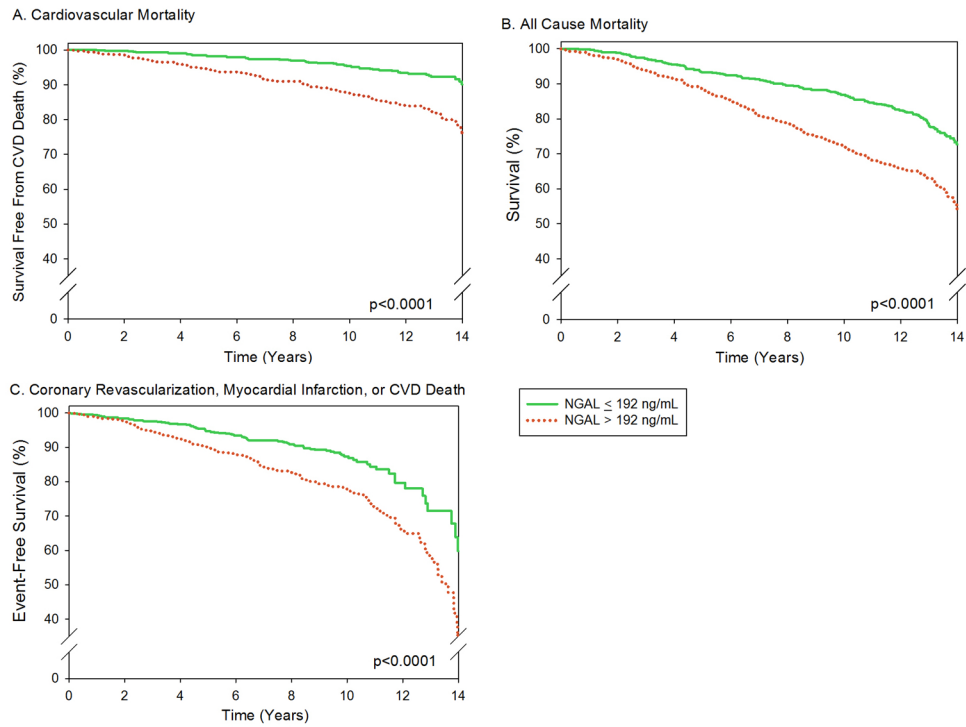 A. Cardiovascular Mortality
Survival Free From CVD Death (%)
100
90
80
70
60
50
40
0
p<0.0001
0 2 4 6 8 10 12 14
Time (Years)
B. All Cause Mortality
Survival (%)
100
90
80
70
60
50
40
0
p<0.0001
0 2 4 6 8 10 12 14
Time (Years)
C. Coronary Revascularization, Myocardial Infarction, or CVD Death
Event-Free Survival (%)
100
90
80
70
60
50
40
0
p<0.0001
0 2 4 6 8 10 12 14
Time (Years)
NGAL ≤ 192 ng/mL
NGAL > 192 ng/mL